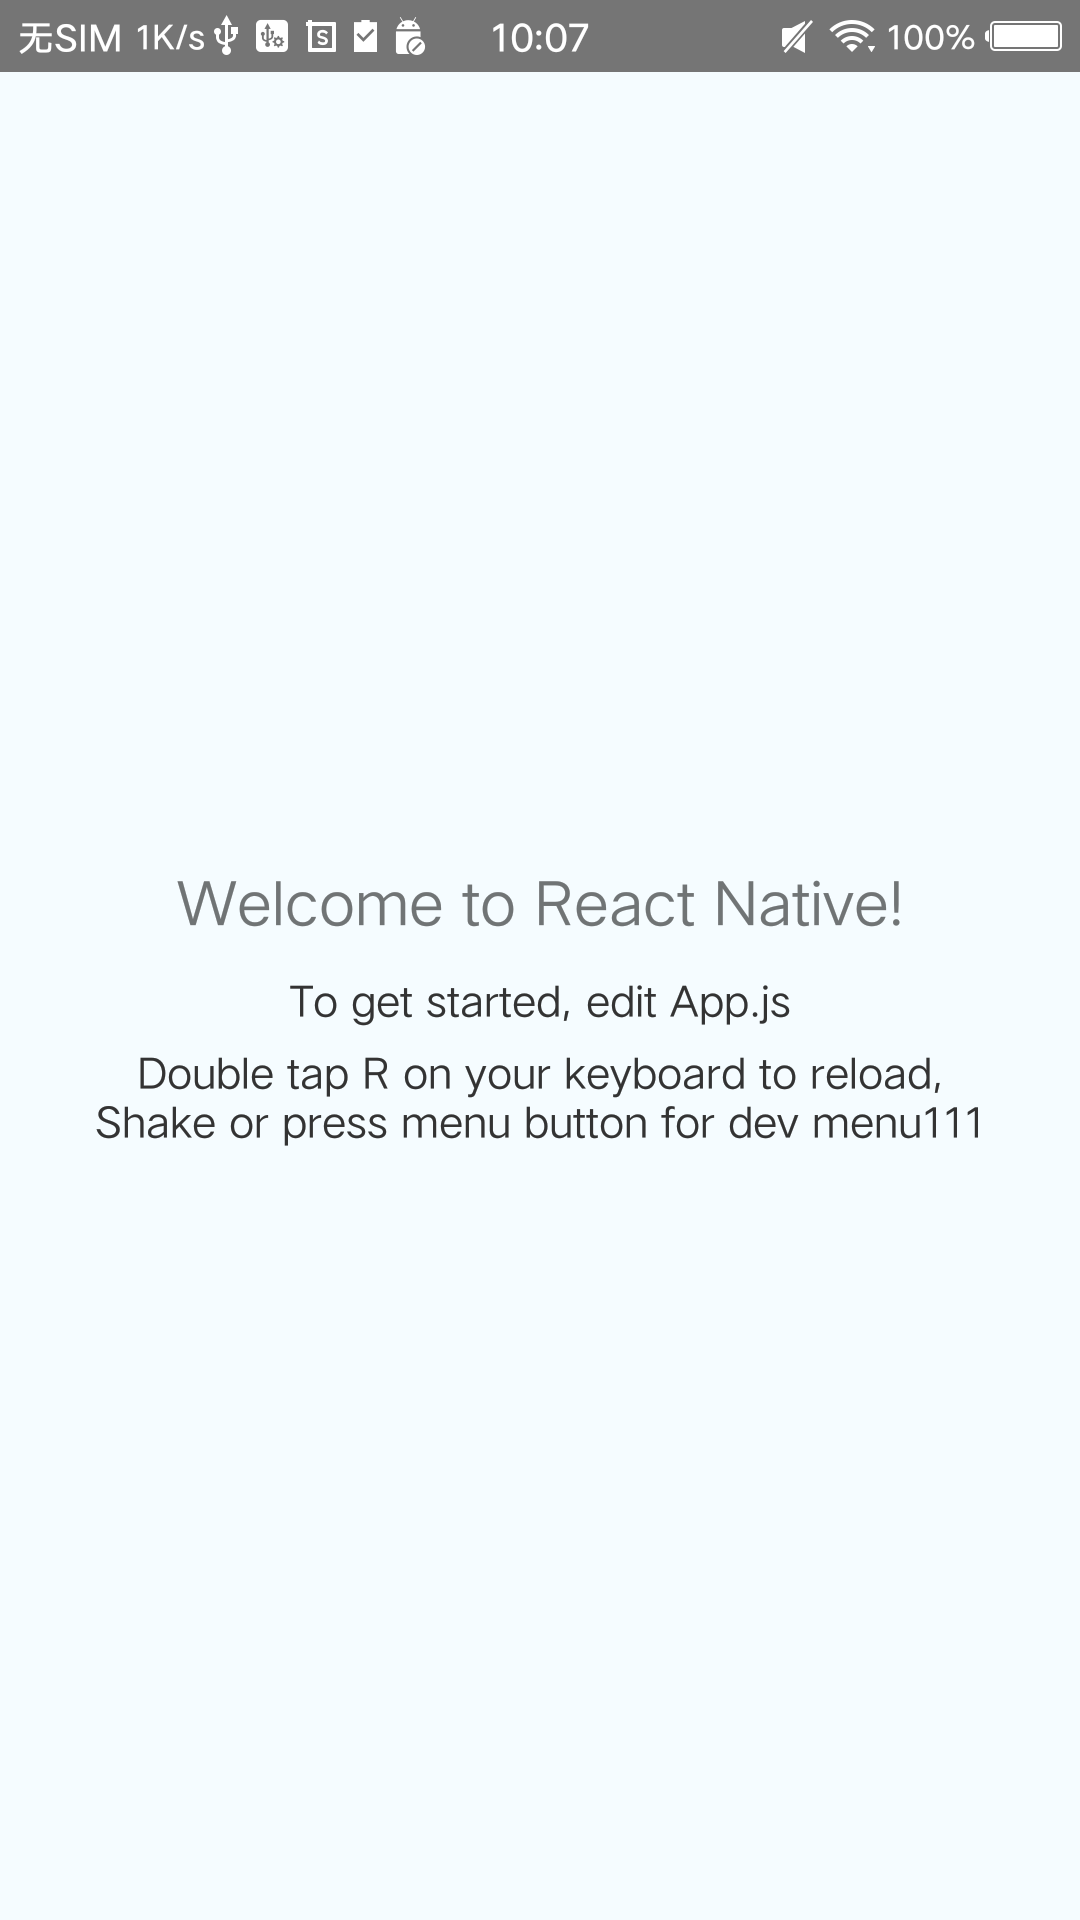 无SIM 1K/s 10:07 100%
Welcome to React Native!
To get started, edit App.js
Double tap R on your keyboard to reload,
Shake or press menu button for dev menu111